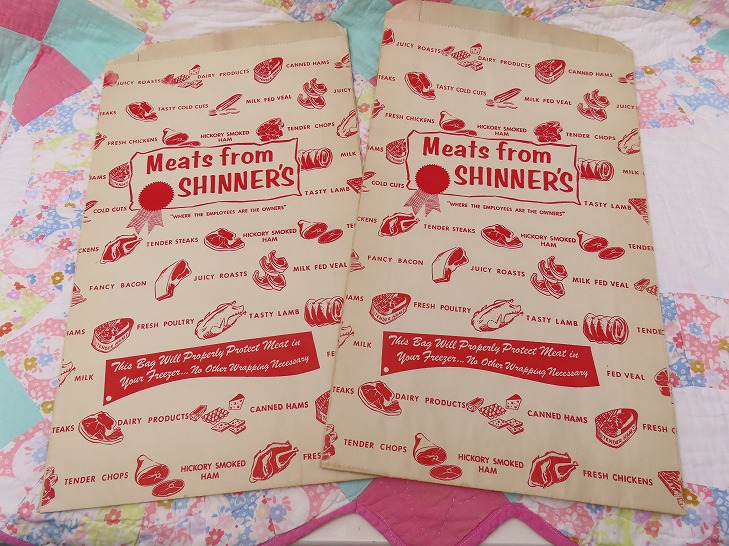 JUICY ROASTS DAIRY PRODUCTS CANNED HAMS
TEAKS TASTY COLD CUTS MILK FED VEAL
FRESH CHICKENS HICKORY SMOKED HAM TENDER CHOPS
Meats from
SHINNER'S
HAMS MILK
COLD CUTS TASTY LAMB
"WHERE THE EMPLOYEES ARE THE OWNERS"
CKENS TENDER STEAKS HICKORY SMOKED HAM
FANCY BACON JUICY ROASTS MILK FED VEAL
FRESH POULTRY TASTY LAMB
This Bag Will Properly Protect Meat in
Your Freezer... No Other Wrapping Necessary
MILK
TEAKS DAIRY PRODUCTS CANNED HAMS
TENDER CHOPS HICKORY SMOKED HAM FRESH CHICKENS
JUICY ROASTS DAIRY PRODUCTS CANNED HAMS
TASTY COLD CUTS MILK FED VEAL
HICKORY SMOKED HAM TENDER CHOPS
Meats from
SHINNER'S
MILK
TASTY LAMB
"WHERE THE EMPLOYEES ARE THE OWNERS"
TENDER STEAKS HICKORY SMOKED HAM TENDE
JUICY ROASTS MILK FED VEAL
FRESH POULTRY TASTY LAMB
This Bag Will Properly Protect Meat in
Your Freezer... No Other Wrapping Necessary
FED VEAL
DAIRY PRODUCTS CANNED HAMS TENDER HAMS FRESH C
TENDER CHOPS HICKORY SMOKED HAM FRESH CHICKENS